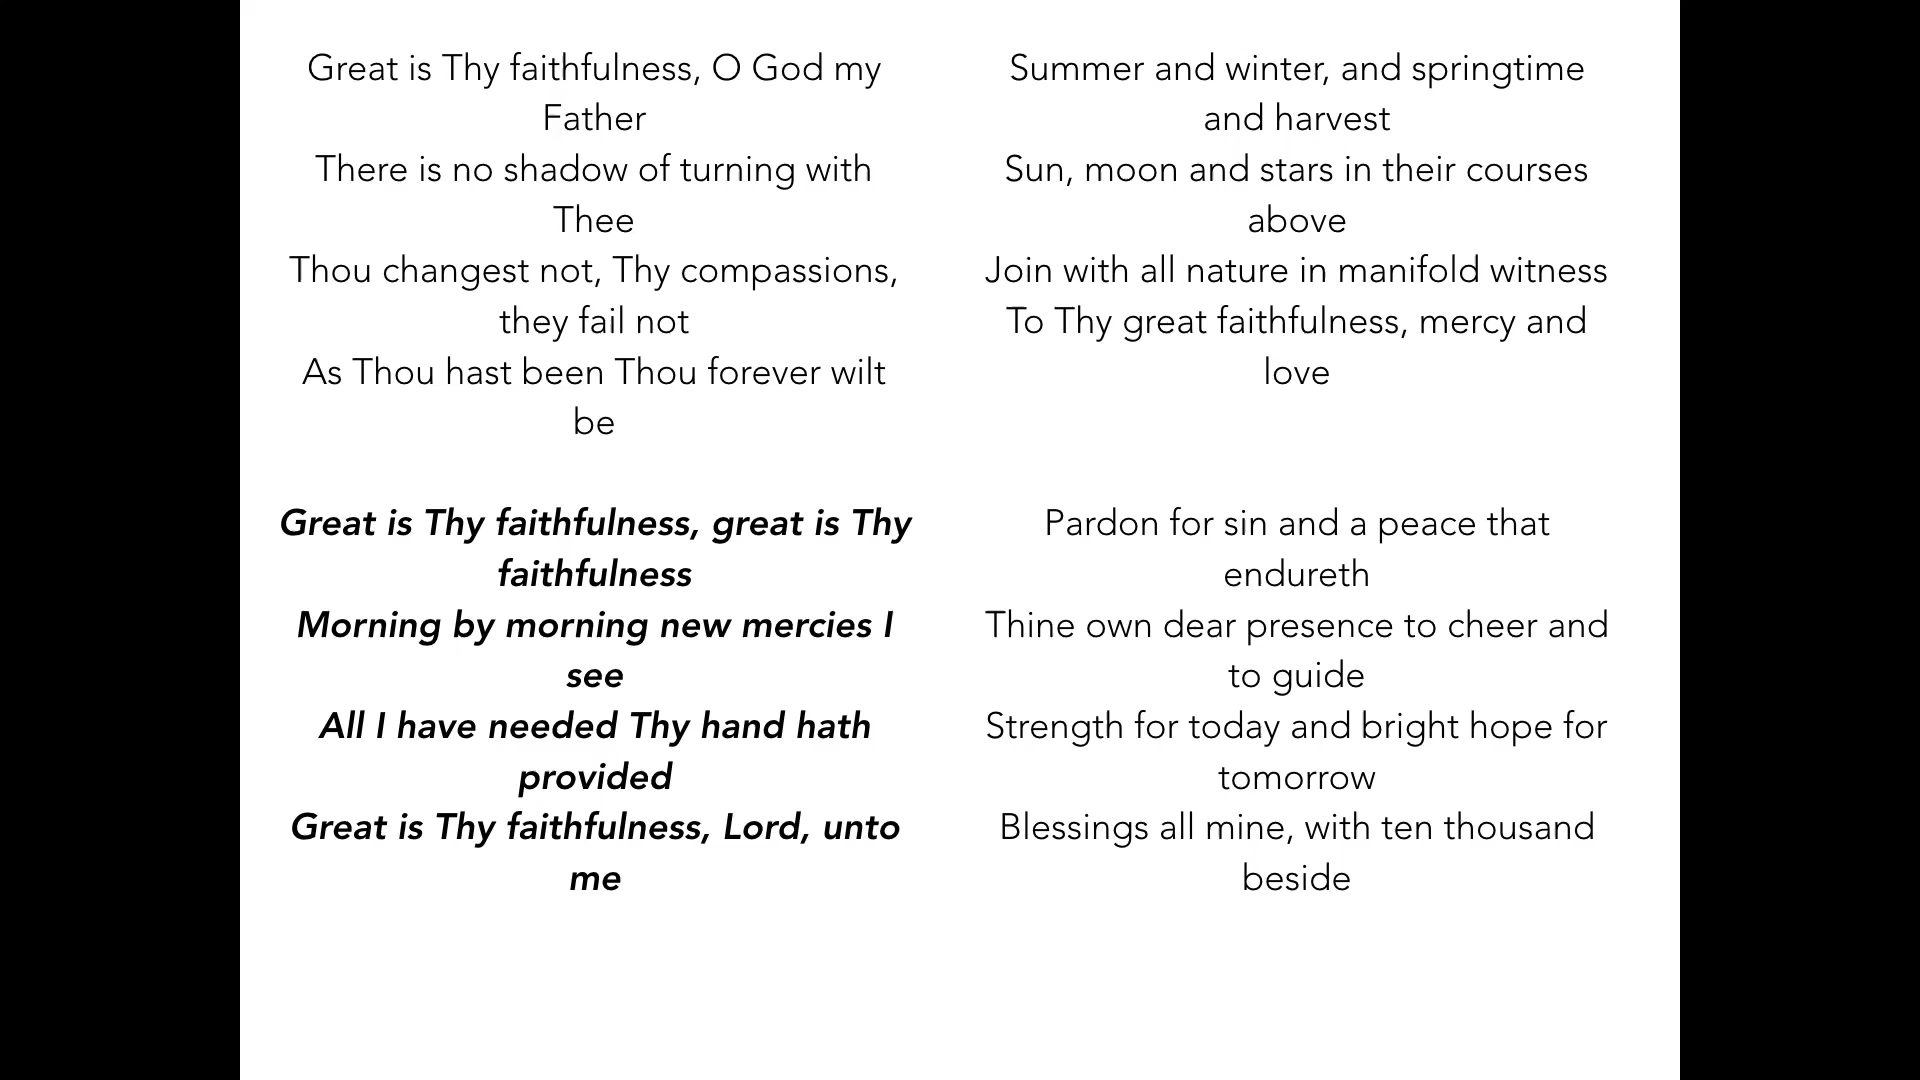 Great is Thy faithfulness, O God my
Father
There is no shadow of turning with
Thee
Thou changest not, Thy compassions,
they fail not
As Thou hast been Thou forever wilt
be
Great is Thy faithfulness, great is Thy
faithfulness
Morning by morning new mercies I
see
All I have needed Thy hand hath
provided
Great is Thy faithfulness, Lord, unto
me
Summer and winter, and springtime
and harvest
Sun, moon and stars in their courses
above
Join with all nature in manifold witness
To Thy great faithfulness, mercy and
love
Pardon for sin and a peace that
endureth
Thine own dear presence to cheer and
to guide
Strength for today and bright hope for
tomorrow
Blessings all mine, with ten thousand
beside